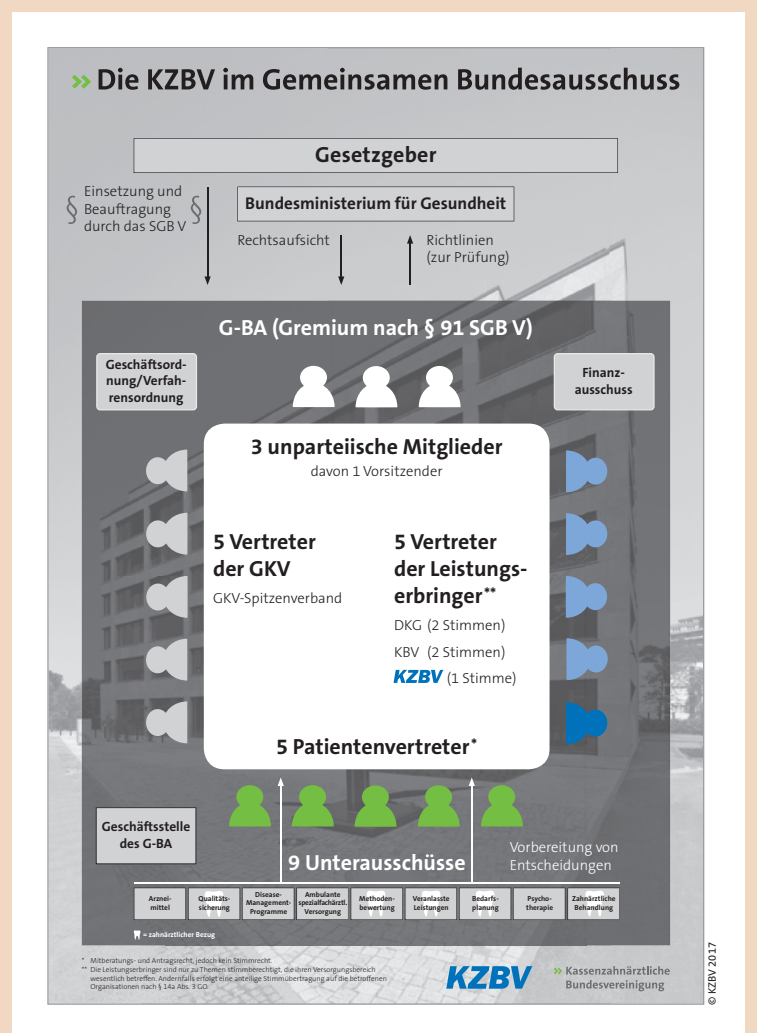 » Die KZBV im Gemeinsamen Bundesausschuss
Gesetzgeber
§ Einsetzung und §
Beauftragung
durch das SGB V
Bundesministerium für Gesundheit
Rechtsaufsicht
Richtlinien
(zur Prüfung)
G-BA (Gremium nach § 91 SGB V)
Geschäftsord-
nung/Verfah-
rensordnung
Finanz-
ausschuss
3 unparteiische Mitglieder
davon 1 Vorsitzender
5 Vertreter
der GKV
GKV-Spitzenverband
5 Vertreter
der Leistungs-
erbringer**
DKG (2 Stimmen)
KBV (2 Stimmen)
KZBV (1 Stimme)
5 Patientenvertreter*
Geschäftsstelle
des G-BA
9 Unterausschüsse
Vorbereitung von
Entscheidungen
Arznei-
mittel
Qualitäts-
sicherung
Disease-
Management-
Programme
Ambulante
spezialfachärztl.
Versorgung
Methoden-
bewertung
Veranlasste
Leistungen
Bedarfs-
planung
Psycho-
therapie
Zahnärztliche
Behandlung
= zahnärztlicher Bezug
* Mitberatungs- und Antragsrecht, jedoch kein Stimmrecht.
** Die Leistungserbringer sind nur zu Themen stimmberechtigt, die ihren Versorgungsbereich
wesentlich betreffen. Andernfalls erfolgt eine anteilige Stimmübertragung auf die betroffenen
Organisationen nach § 14a Abs. 3 GO.
KZBV
» Kassenzahnärztliche
Bundesvereinigung
© KZBV 2017